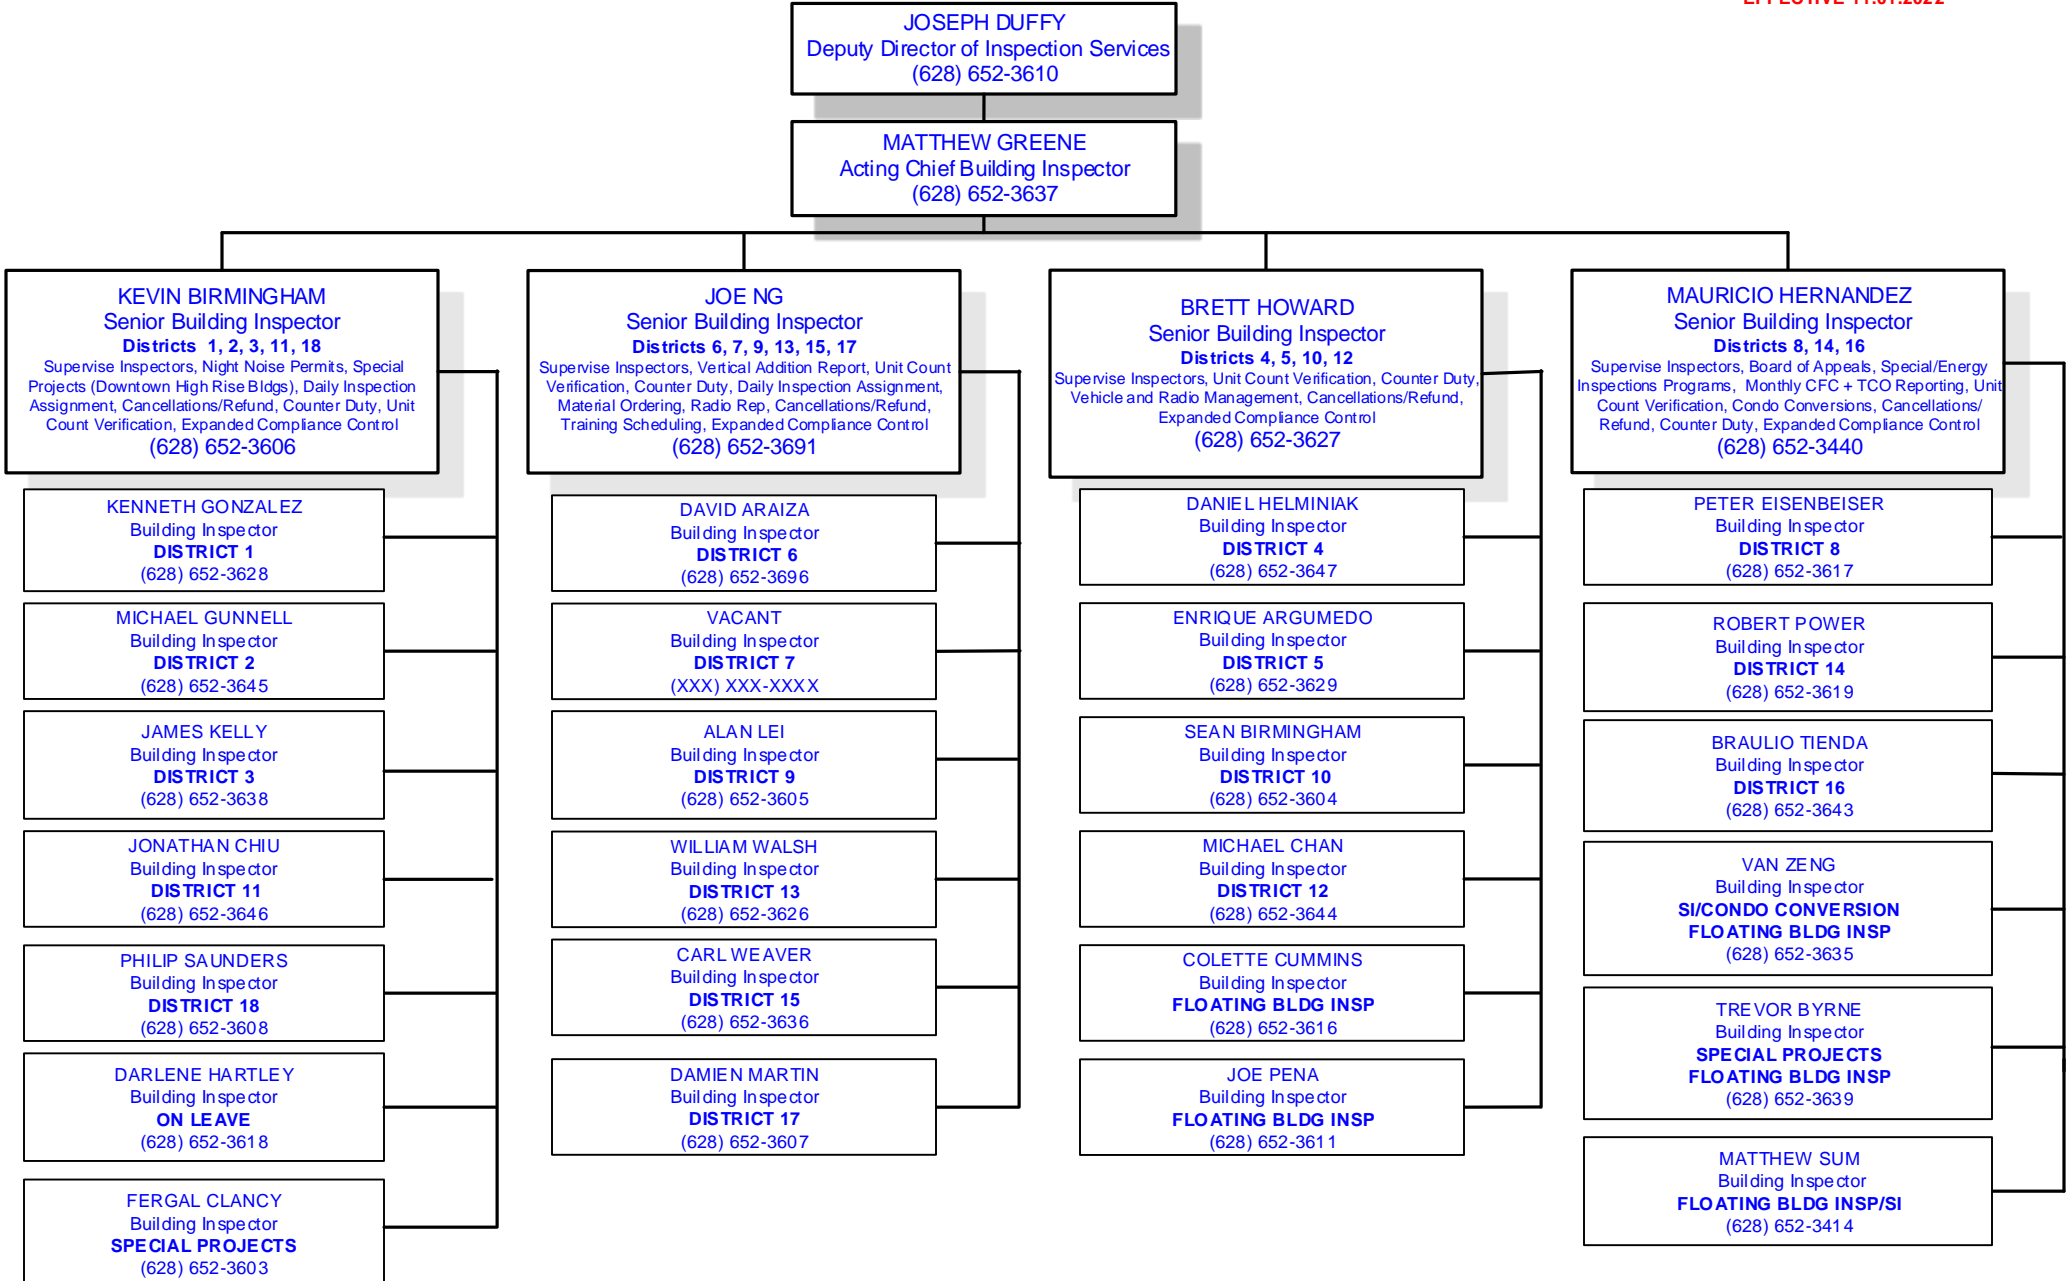 EFFECTIVE 11.01.2022
JOSEPH DUFFY
Deputy Director of Inspection Services
(628) 652-3610
MATTHEW GREENE
Acting Chief Building Inspector
(628) 652-3637
KEVIN BIRMINGHAM
Senior Building Inspector
Districts 1, 2, 3, 11, 18
Supervise Inspectors, Night Noise Permits, Special
Projects (Downtown High Rise Bldgs), Daily Inspection
Assignment, Cancellations/Refund, Counter Duty, Unit
Count Verification, Expanded Compliance Control
(628) 652-3606
KENNETH GONZALEZ
Building Inspector
DISTRICT 1
(628) 652-3628
MICHAEL GUNNELL
Building Inspector
DISTRICT 2
(628) 652-3645
JAMES KELLY
Building Inspector
DISTRICT 3
(628) 652-3638
JONATHAN CHIU
Building Inspector
DISTRICT 11
(628) 652-3646
PHILIP SAUNDERS
Building Inspector
DISTRICT 18
(628) 652-3608
DARLENE HARTLEY
Building Inspector
ON LEAVE
(628) 652-3618
FERGAL CLANCY
Building Inspector
SPECIAL PROJECTS
(628) 652-3603
JOE NG
Senior Building Inspector
Districts 6, 7, 9, 13, 15, 17
Supervise Inspectors, Vertical Addition Report, Unit Count
Verification, Counter Duty, Daily Inspection Assignment,
Material Ordering, Radio Rep, Cancellations/Refund,
Training Scheduling, Expanded Compliance Control
(628) 652-3691
DAVID ARAIZA
Building Inspector
DISTRICT 6
(628) 652-3696
VACANT
Building Inspector
DISTRICT 7
(XXX) XXX-XXXX
ALAN LEI
Building Inspector
DISTRICT 9
(628) 652-3605
WILLIAM WALSH
Building Inspector
DISTRICT 13
(628) 652-3626
CARL WEAVER
Building Inspector
DISTRICT 15
(628) 652-3636
DAMIEN MARTIN
Building Inspector
DISTRICT 17
(628) 652-3607
BRETT HOWARD
Senior Building Inspector
Districts 4, 5, 10, 12
Supervise Inspectors, Unit Count Verification, Counter Duty,
Vehicle and Radio Management, Cancellations/Refund,
Expanded Compliance Control
(628) 652-3627
DANIEL HELMINIAK
Building Inspector
DISTRICT 4
(628) 652-3647
ENRIQUE ARGUMEDO
Building Inspector
DISTRICT 5
(628) 652-3629
SEAN BIRMINGHAM
Building Inspector
DISTRICT 10
(628) 652-3604
MICHAEL CHAN
Building Inspector
DISTRICT 12
(628) 652-3644
COLETTE CUMMINS
Building Inspector
FLOATING BLDG INSP
(628) 652-3616
JOE PENA
Building Inspector
FLOATING BLDG INSP
(628) 652-3611
MAURICIO HERNANDEZ
Senior Building Inspector
Districts 8, 14, 16
Supervise Inspectors, Board of Appeals, Special/Energy
Inspections Programs, Monthly CFC + TCO Reporting, Unit
Count Verification, Condo Conversions, Cancellations/
Refund, Counter Duty, Expanded Compliance Control
(628) 652-3440
PETER EISENBEISER
Building Inspector
DISTRICT 8
(628) 652-3617
ROBERT POWER
Building Inspector
DISTRICT 14
(628) 652-3619
BRAULIO TIENDA
Building Inspector
DISTRICT 16
(628) 652-3643
VAN ZENG
Building Inspector
SI/CONDO CONVERSION
FLOATING BLDG INSP
(628) 652-3635
TREVOR BYRNE
Building Inspector
SPECIAL PROJECTS
FLOATING BLDG INSP
(628) 652-3639
MATTHEW SUM
Building Inspector
FLOATING BLDG INSP/SI
(628) 652-3414